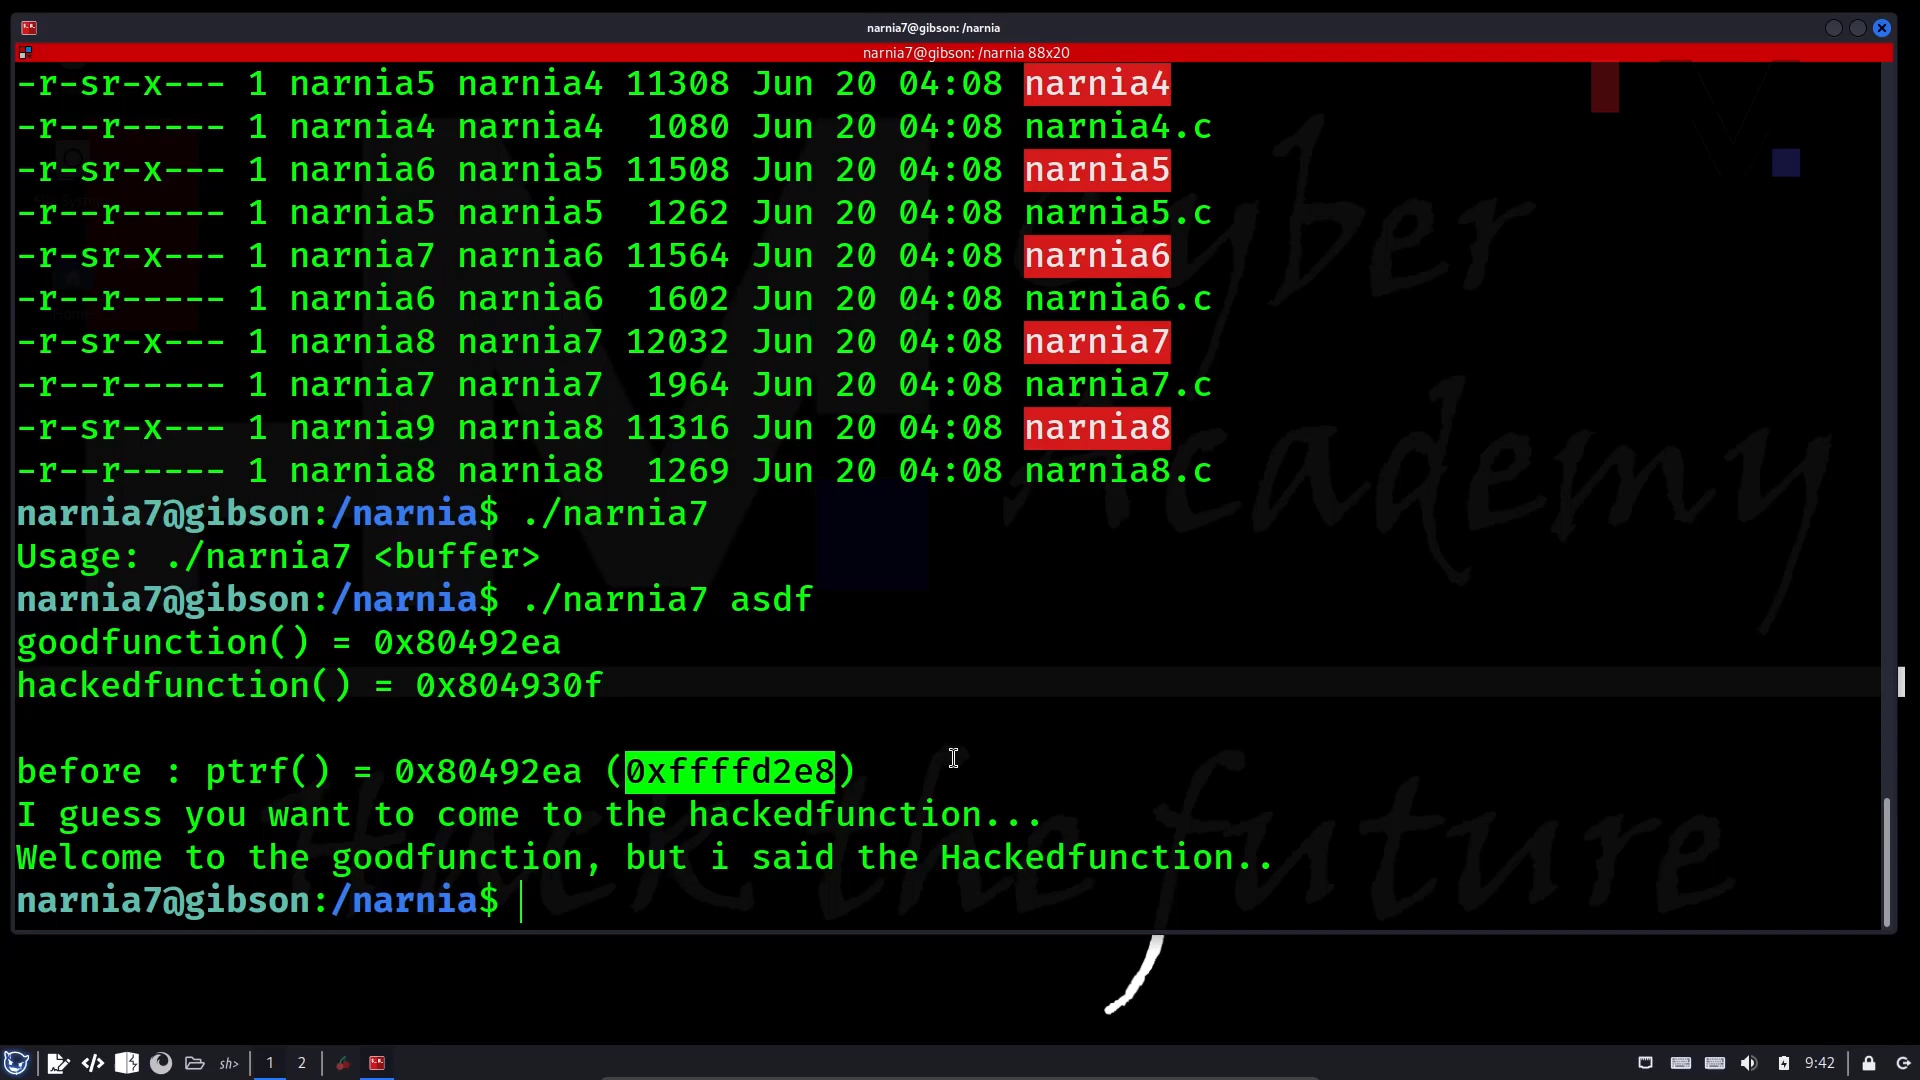 narnia7@gibson: /narnia
narnia7@gibson: /narnia 88x20
-r-sr-x--- 1 narnia5 narnia4 11308 Jun 20 04:08 narnia4
-r--r----- 1 narnia4 narnia4  1080 Jun 20 04:08 narnia4.c
-r-sr-x--- 1 narnia6 narnia5 11508 Jun 20 04:08 narnia5
-r--r----- 1 narnia5 narnia5  1262 Jun 20 04:08 narnia5.c
-r-sr-x--- 1 narnia7 narnia6 11564 Jun 20 04:08 narnia6
-r--r----- 1 narnia6 narnia6  1602 Jun 20 04:08 narnia6.c
-r-sr-x--- 1 narnia8 narnia7 12032 Jun 20 04:08 narnia7
-r--r----- 1 narnia7 narnia7  1964 Jun 20 04:08 narnia7.c
-r-sr-x--- 1 narnia9 narnia8 11316 Jun 20 04:08 narnia8
-r--r----- 1 narnia8 narnia8  1269 Jun 20 04:08 narnia8.c
narnia7@gibson:/narnia$ ./narnia7
Usage: ./narnia7 <buffer>
narnia7@gibson:/narnia$ ./narnia7 asdf
goodfunction() = 0x80492ea
hackedfunction() = 0x804930f
before : ptrf() = 0x80492ea (0xffffd2e8)
I guess you want to come to the hackedfunction...
Welcome to the goodfunction, but i said the Hackedfunction..
narnia7@gibson:/narnia$
Cyber
Academy
Hack the future
sh>
1
2
9:42